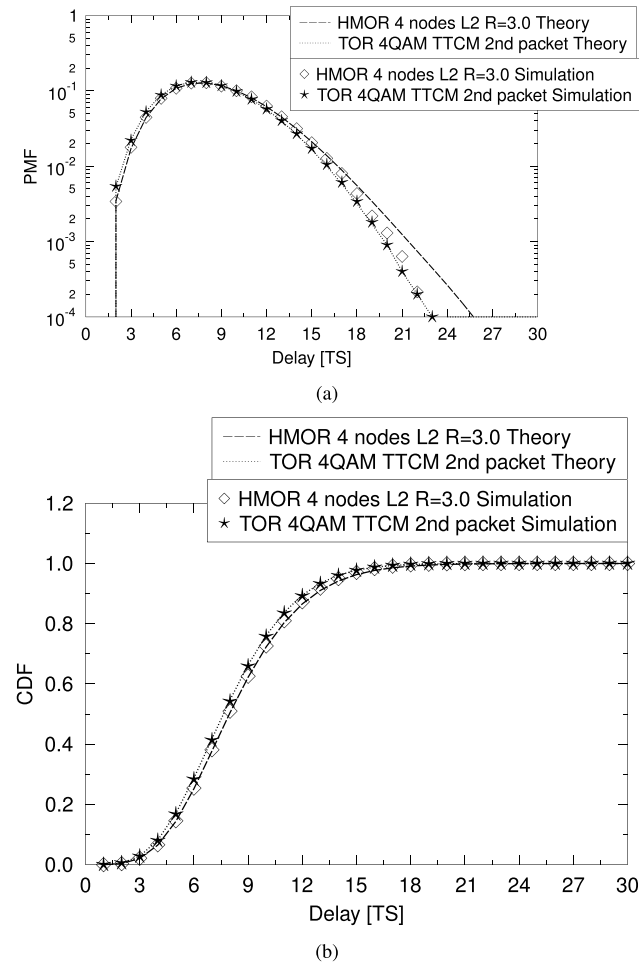 HMOR 4 nodes L2 R=3.0 Theory
TOR 4QAM TTCM 2nd packet Theory
HMOR 4 nodes L2 R=3.0 Simulation
TOR 4QAM TTCM 2nd packet Simulation
1
5
2
10-1
5
2
10-2
5
2
10-3
5
2
10-4
PMF
0 3 6 9 12 15 18 21 24 27 30
Delay [TS]
(a)
HMOR 4 nodes L2 R=3.0 Theory
TOR 4QAM TTCM 2nd packet Theory
HMOR 4 nodes L2 R=3.0 Simulation
TOR 4QAM TTCM 2nd packet Simulation
1.2
1.0
0.8
0.6
0.4
0.2
0.0
CDF
0 3 6 9 12 15 18 21 24 27 30
Delay [TS]
(b)